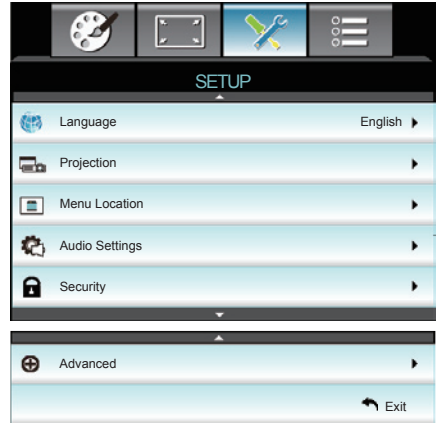 SETUP
Language English
Projection
Menu Location
Audio Settings
Security
Advanced
Exit